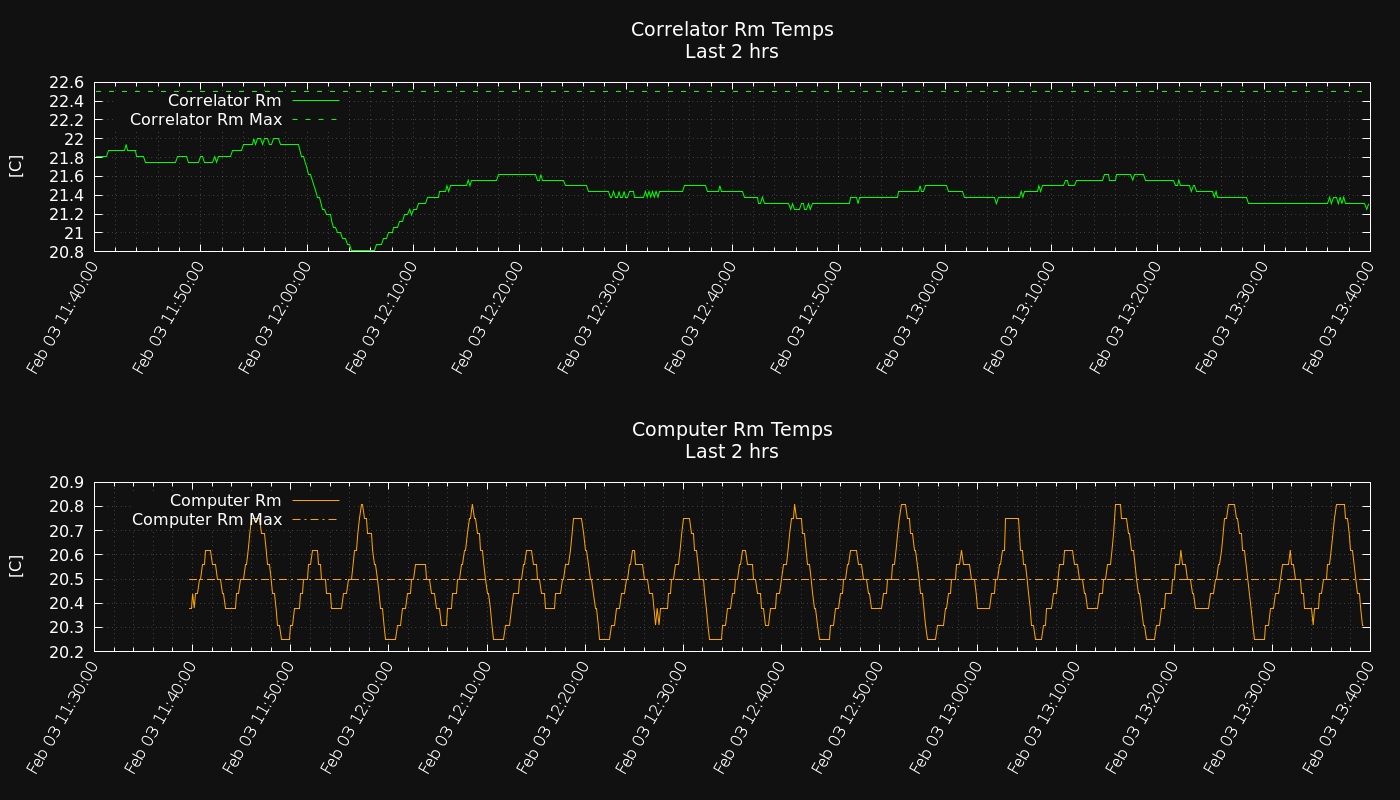 Correlator Rm Temps
Last 2 hrs
[C]
22.6
22.4
22.2
22
21.8
21.6
21.4
21.2
21
20.8
Correlator Rm
Correlator Rm Max
Feb 03 11:40:00
Feb 03 11:50:00
Feb 03 12:00:00
Feb 03 12:10:00
Feb 03 12:20:00
Feb 03 12:30:00
Feb 03 12:40:00
Feb 03 12:50:00
Feb 03 13:00:00
Feb 03 13:10:00
Feb 03 13:20:00
Feb 03 13:30:00
Feb 03 13:40:00
Computer Rm Temps
Last 2 hrs
[C]
20.9
20.8
20.7
20.6
20.5
20.4
20.3
20.2
Computer Rm
Computer Rm Max
Feb 03 11:30:00
Feb 03 11:40:00
Feb 03 11:50:00
Feb 03 12:00:00
Feb 03 12:10:00
Feb 03 12:20:00
Feb 03 12:30:00
Feb 03 12:40:00
Feb 03 12:50:00
Feb 03 13:00:00
Feb 03 13:10:00
Feb 03 13:20:00
Feb 03 13:30:00
Feb 03 13:40:00